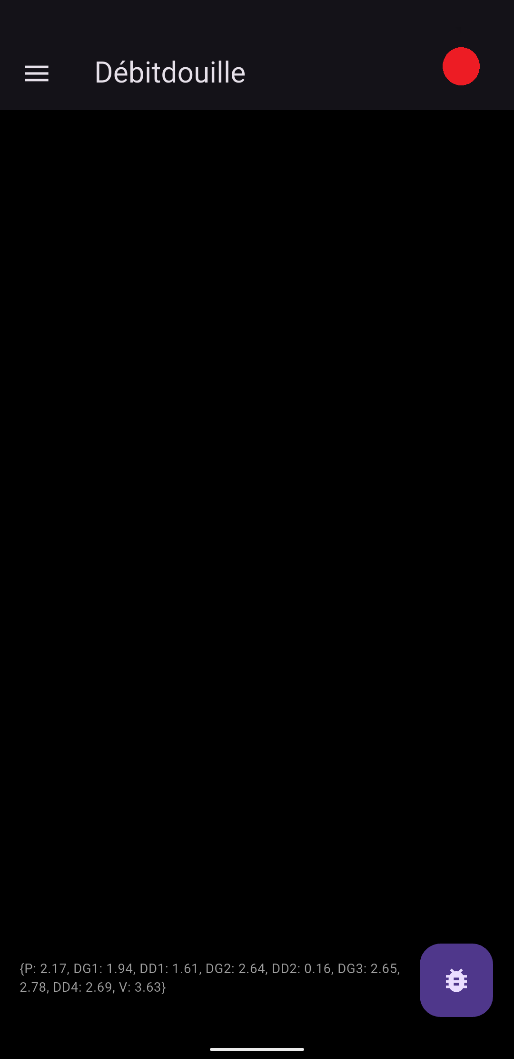 Débitdouille
{P: 2.17, DG1: 1.94, DD1: 1.61, DG2: 2.64, DD2: 0.16, DG3: 2.65,
2.78, DD4: 2.69, V: 3.63}